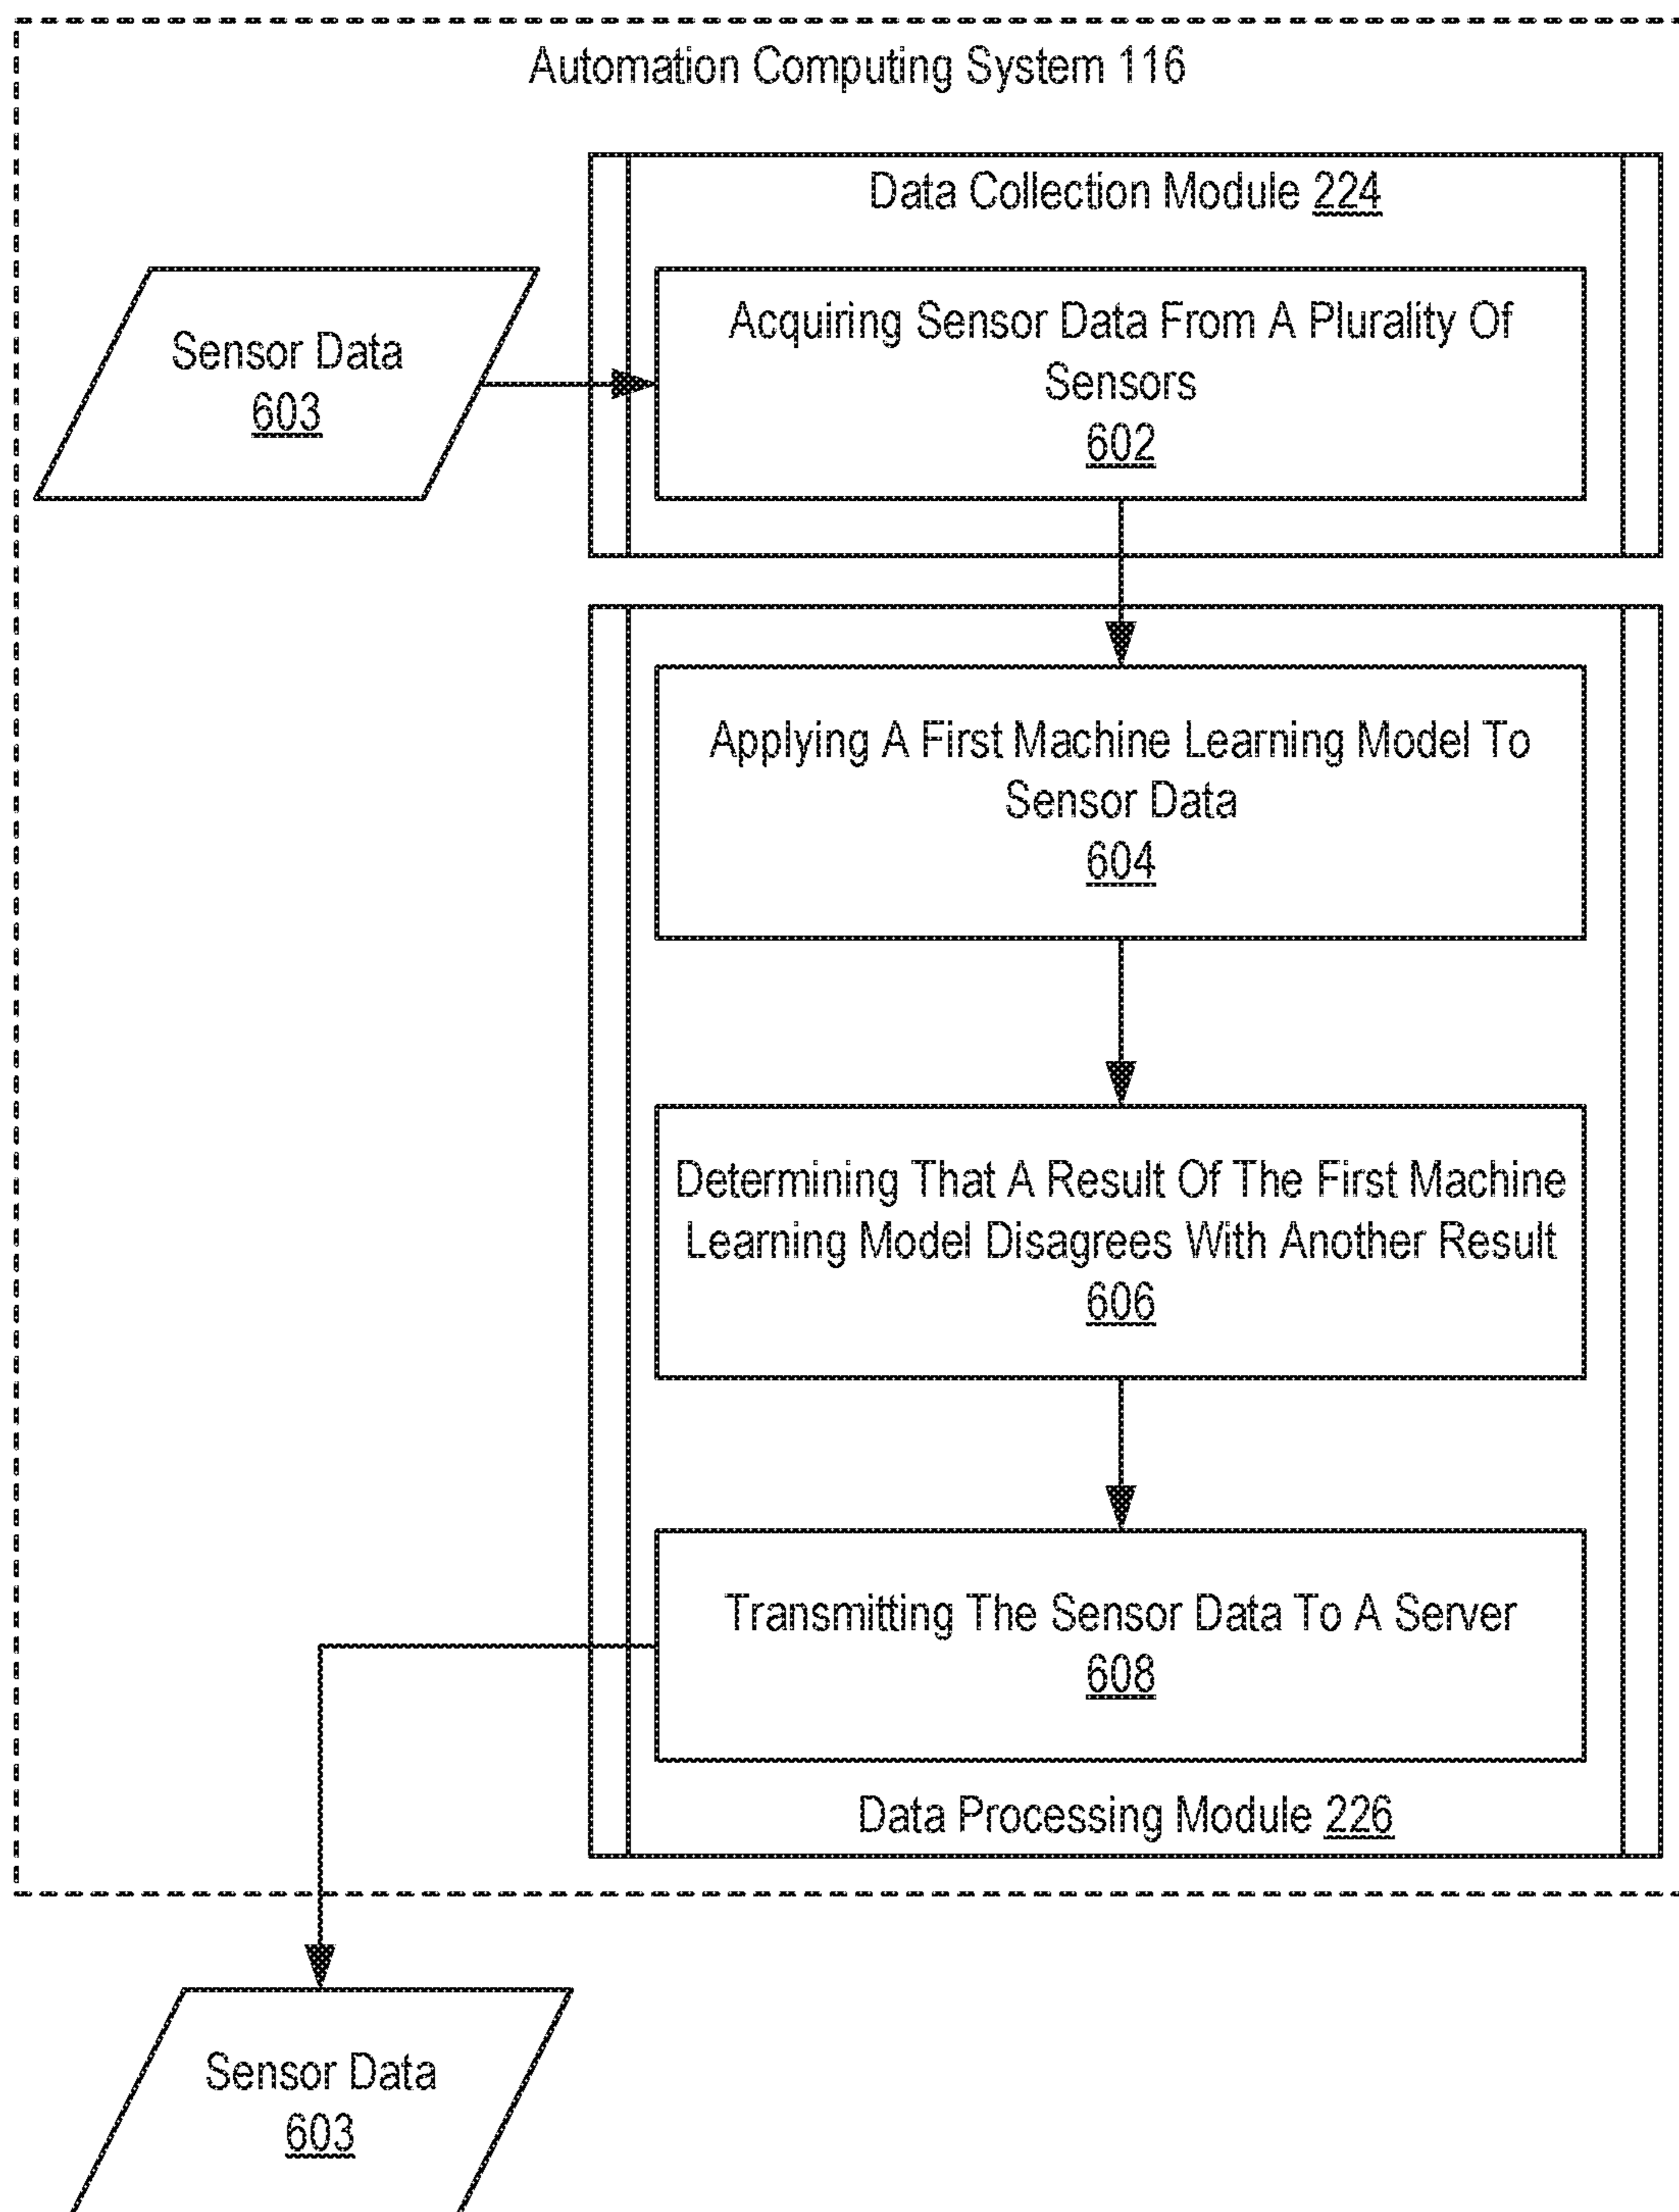 Automation Computing System 116
Data Collection Module 224
Sensor Data
603
Acquiring Sensor Data From A Plurality Of
Sensors
602
Applying A First Machine Learning Model To
Sensor Data
604
Determining That A Result Of The First Machine
Learning Model Disagrees With Another Result
606
Transmitting The Sensor Data To A Server
608
Data Processing Module 226
Sensor Data
603